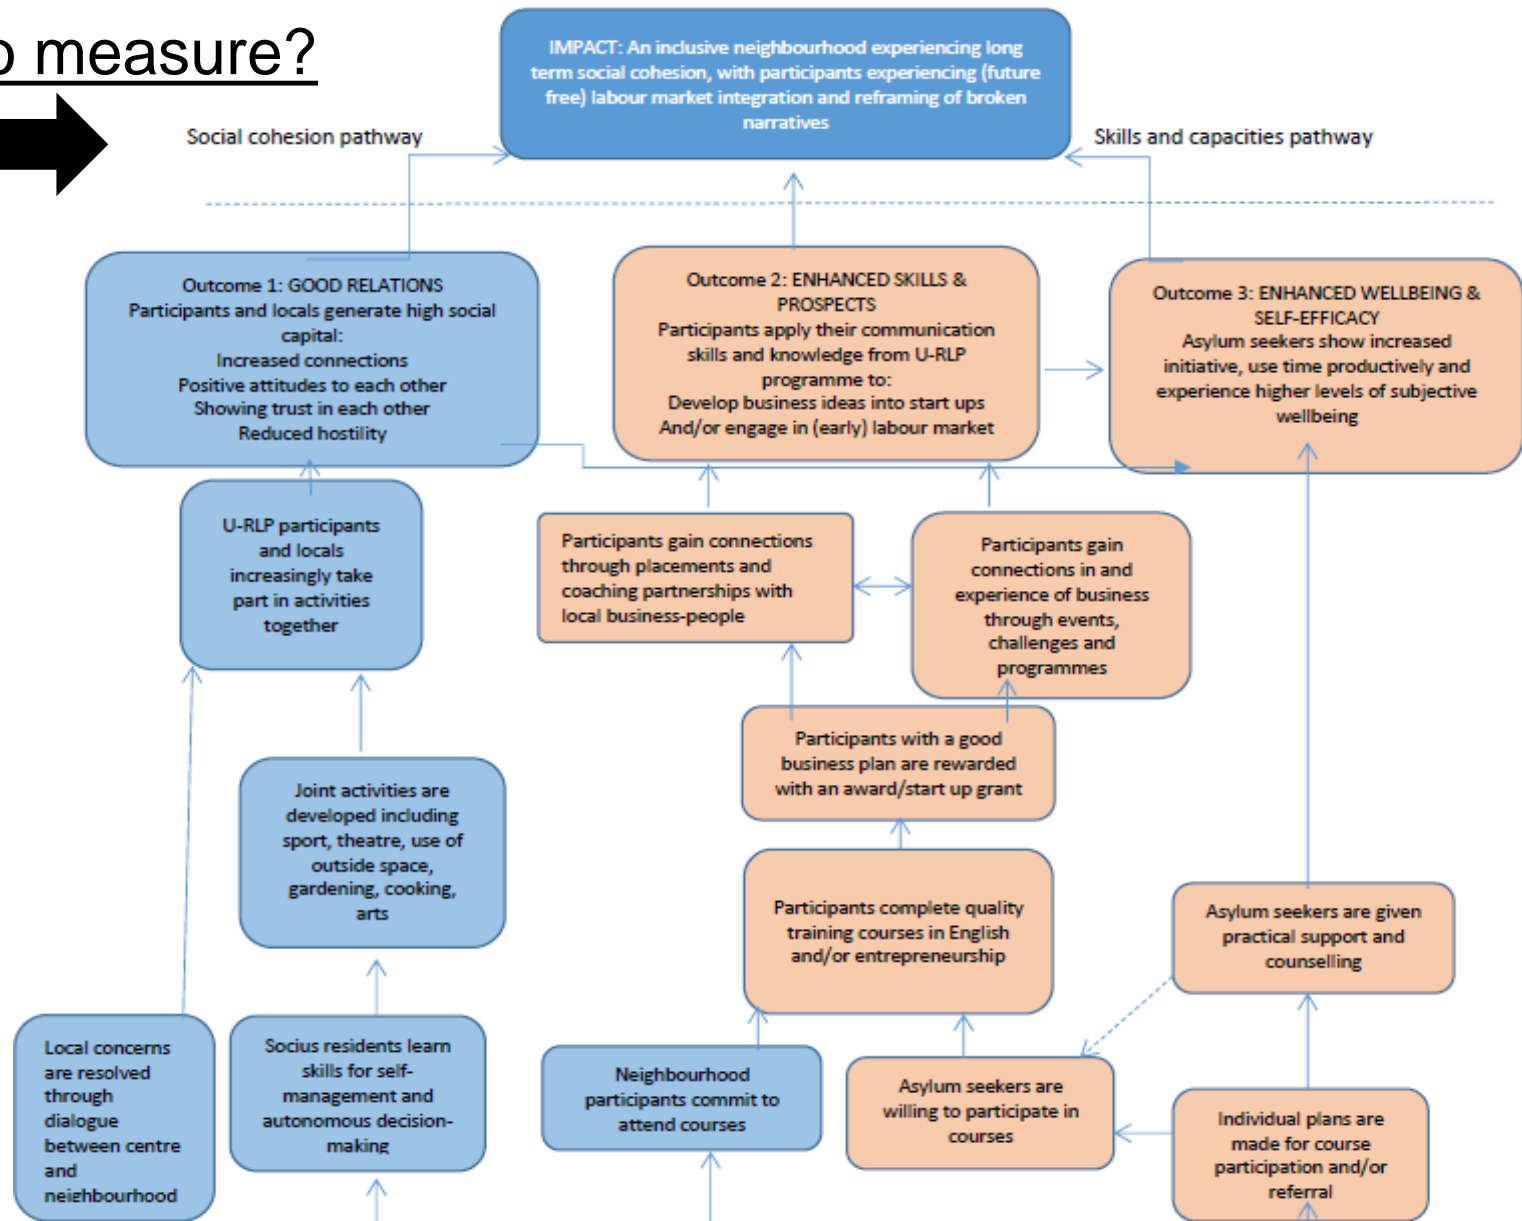 o measure?
IMPACT: An inclusive neighbourhood experiencing long
term social cohesion, with participants experiencing (future
free) labour market integration and reframing of broken
narratives
Social cohesion pathway
Skills and capacities pathway
Outcome 1: GOOD RELATIONS
Participants and locals generate high social
capital:
Increased connections
Positive attitudes to each other
Showing trust in each other
Reduced hostility
Outcome 2: ENHANCED SKILLS &
PROSPECTS
Participants apply their communication
skills and knowledge from U-RLP
programme to:
Develop business ideas into start ups
And/or engage in (early) labour market
Outcome 3: ENHANCED WELLBEING &
SELF-EFFICACY
Asylum seekers show increased
initiative, use time productively and
experience higher levels of subjective
wellbeing
U-RLP participants
and locals
increasingly take
part in activities
together
Participants gain connections
through placements and
coaching partnerships with
local business-people
Participants gain
connections in and
experience of business
through events,
challenges and
programmes
Participants with a good
business plan are rewarded
with an award/start up grant
Joint activities are
developed including
sport, theatre, use of
outside space,
gardening, cooking,
arts
Participants complete quality
training courses in English
and/or entrepreneurship
Asylum seekers are given
practical support and
counselling
Local concerns
are resolved
through
dialogue
between centre
and
neighbourhood
Socius residents learn
skills for self-
management and
autonomous decision-
making
Neighbourhood
participants commit to
attend courses
Asylum seekers are
willing to participate in
courses
Individual plans are
made for course
participation and/or
referral